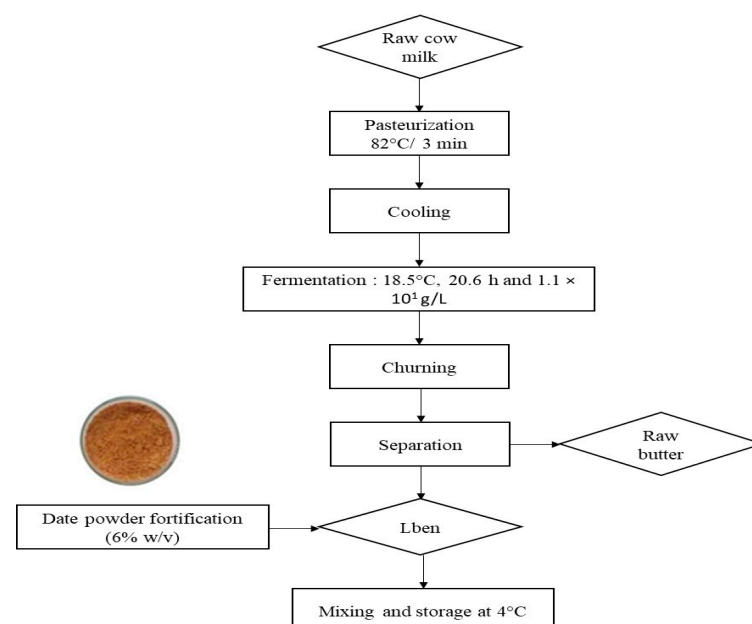 Raw cow
milk
Pasteurization
82°C/ 3 min
Cooling
Fermentation : 18.5°C, 20.6 h and 1.1 ×
10¹ g/L
Churning
Separation
Raw
butter
Date powder fortification
(6% w/v)
Lben
Mixing and storage at 4°C